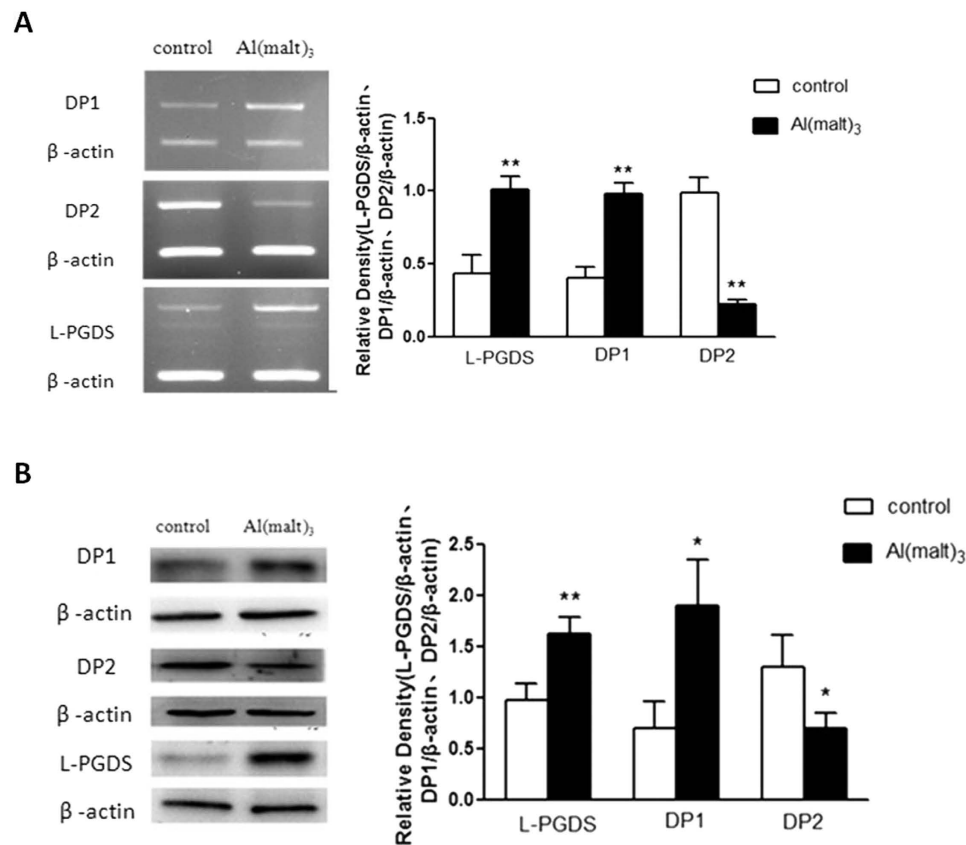 A
control Al(malt)3
DP1
β -actin
DP2
β -actin
L-PGDS
β -actin
Relative Density(L-PGDS/β-actin、
DP1/β-actin、 DP2/β-actin)
1.5
1.0
0.5
0.0
** ** **
L-PGDS DP1 DP2
control
Al(malt)3
B
control Al(malt)3
DP1
β -actin
DP2
β -actin
L-PGDS
β -actin
Relative Density(L-PGDS/β-actin、
DP1/β-actin、 DP2/β-actin)
2.5
2.0
1.5
1.0
0.5
0.0
** * *
L-PGDS DP1 DP2
control
Al(malt)3